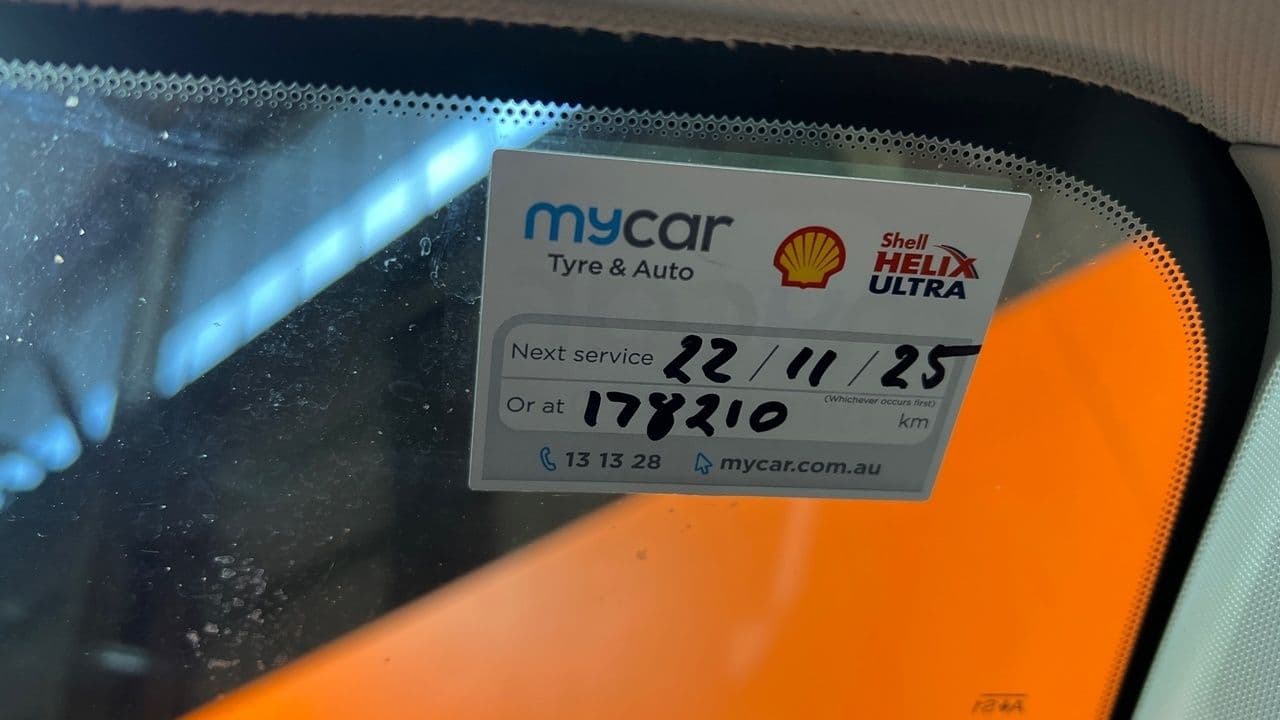 mycar
Tyre & Auto
Shell
HELIX
ULTRA
Next service 22/11/25
(Whichever occurs first)
Or at 178210 km
13 13 28 mycar.com.au